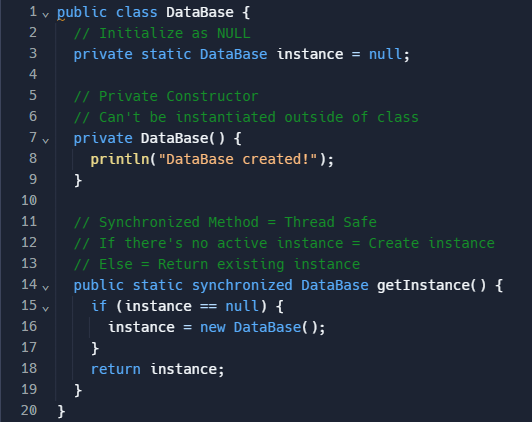 1 public class DataBase {
2 // Initialize as NULL
3 private static DataBase instance = null;
4
5 // Private Constructor
6 // Can't be instantiated outside of class
7 private DataBase() {
8 println("DataBase created!");
9 }
10
11 // Synchronized Method = Thread Safe
12 // If there's no active instance = Create instance
13 // Else = Return existing instance
14 public static synchronized DataBase getInstance() {
15 if (instance == null) {
16 instance = new DataBase();
17 }
18 return instance;
19 }
20 }